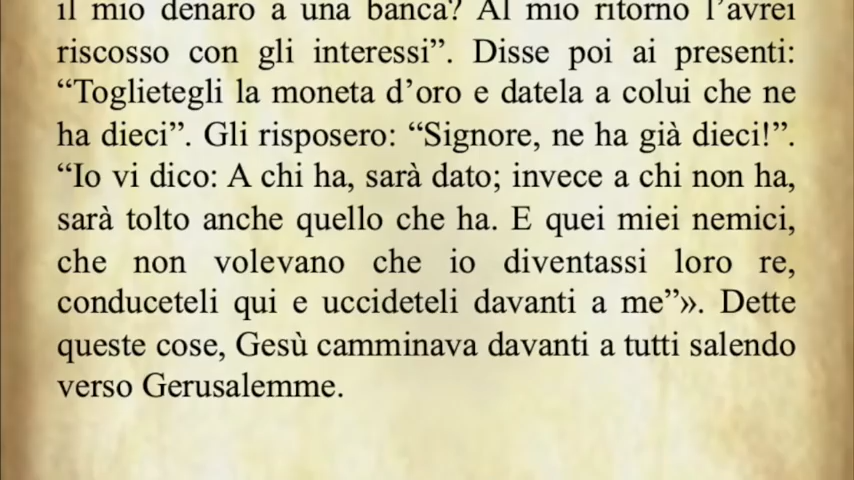 il mio denaro a una banca? Al mio ritorno l’avrei
riscosso con gli interessi”. Disse poi ai presenti:
“Toglietegli la moneta d’oro e datela a colui che ne
ha dieci”. Gli risposero: “Signore, ne ha già dieci!”.
“Io vi dico: A chi ha, sarà dato; invece a chi non ha,
sarà tolto anche quello che ha. E quei miei nemici,
che non volevano che io diventassi loro re,
conduceteli qui e uccideteli davanti a me”». Dette
queste cose, Gesù camminava davanti a tutti salendo
verso Gerusalemme.